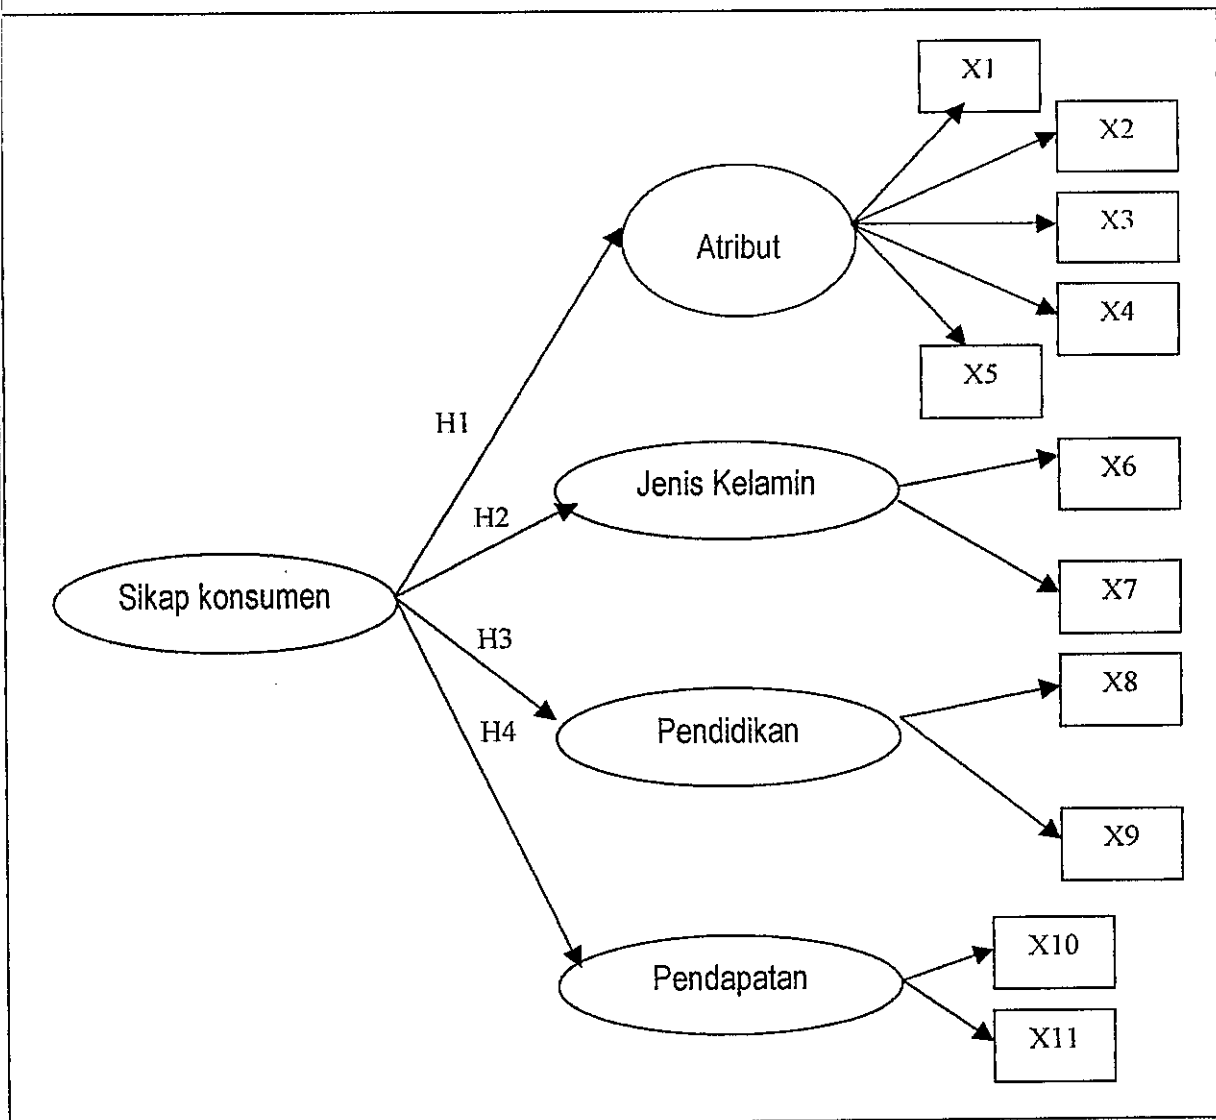 X1
X2
Atribut
X3
X4
X5
H1
Jenis Kelamin
X6
H2
X7
Sikap konsumen
H3
X8
Pendidikan
H4
X9
Pendapatan
X10
X11